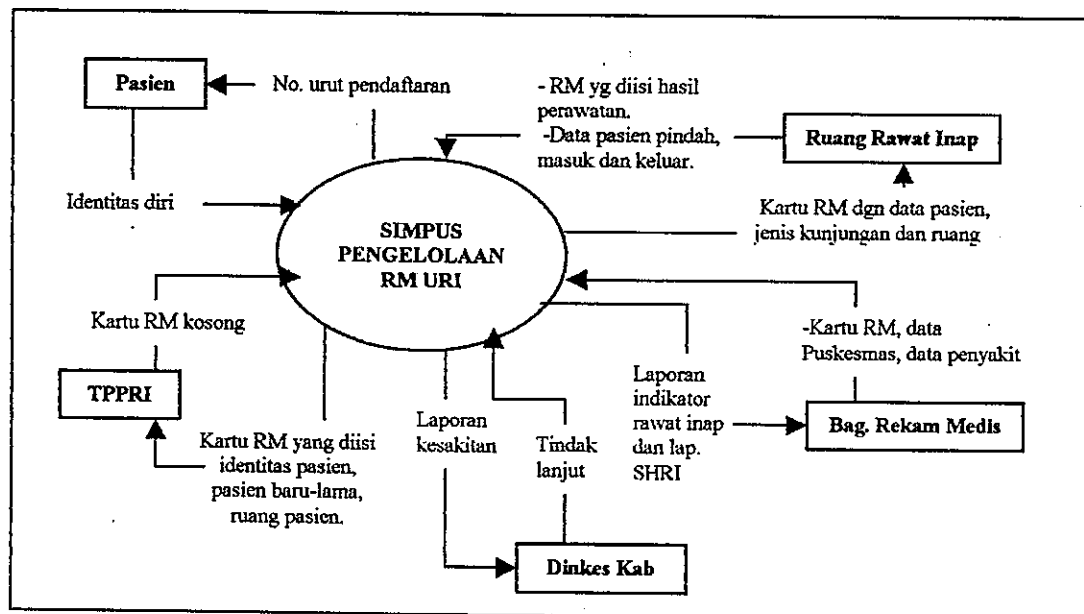 Pasien
No. urut pendaftaran
- RM yg diisi hasil
perawatan.
-Data pasien pindah,
masuk dan keluar.
Ruang Rawat Inap
Identitas diri
Kartu RM dgn data pasien,
jenis kunjungan dan ruang
SIMPUS
PENGELOLAAN
RM URI
Kartu RM kosong
-Kartu RM, data
Puskesmas, data penyakit
TPPRI
Kartu RM yang diisi
identitas pasien,
pasien baru-lama,
ruang pasien.
Laporan
kesakitan
Tindak
lanjut
Laporan
indikator
rawat inap
dan lap.
SHRI
Bag. Rekam Medis
Dinkes Kab